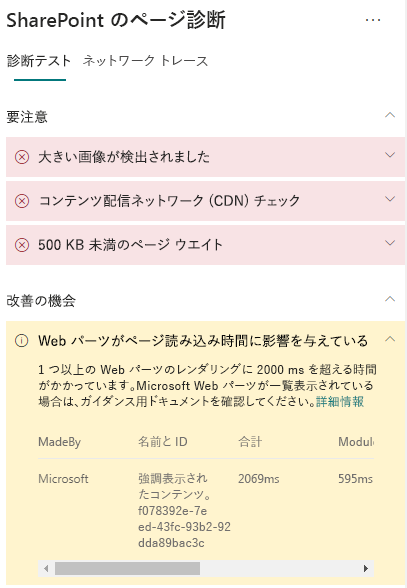 SharePoint のページ診断
診断テスト ネットワーク トレース
要注意
大きい画像が検出されました
コンテンツ配信ネットワーク (CDN) チェック
500 KB 未満のページ ウエイト
改善の機会
Web パーツがページ読み込み時間に影響を与えている
1 つ以上の Web パーツのレンダリングに 2000 ms を超える時間
がかかっています。Microsoft Web パーツが一覧表示されている
場合は、ガイダンス用ドキュメントを確認してください。詳細情報
MadeBy 名前と ID 合計 Modul
Microsoft 強調表示され 2069ms 595ms
たコンテンツ。
f078392e-7e
ed-43fc-93b2-92
dda89bac3c